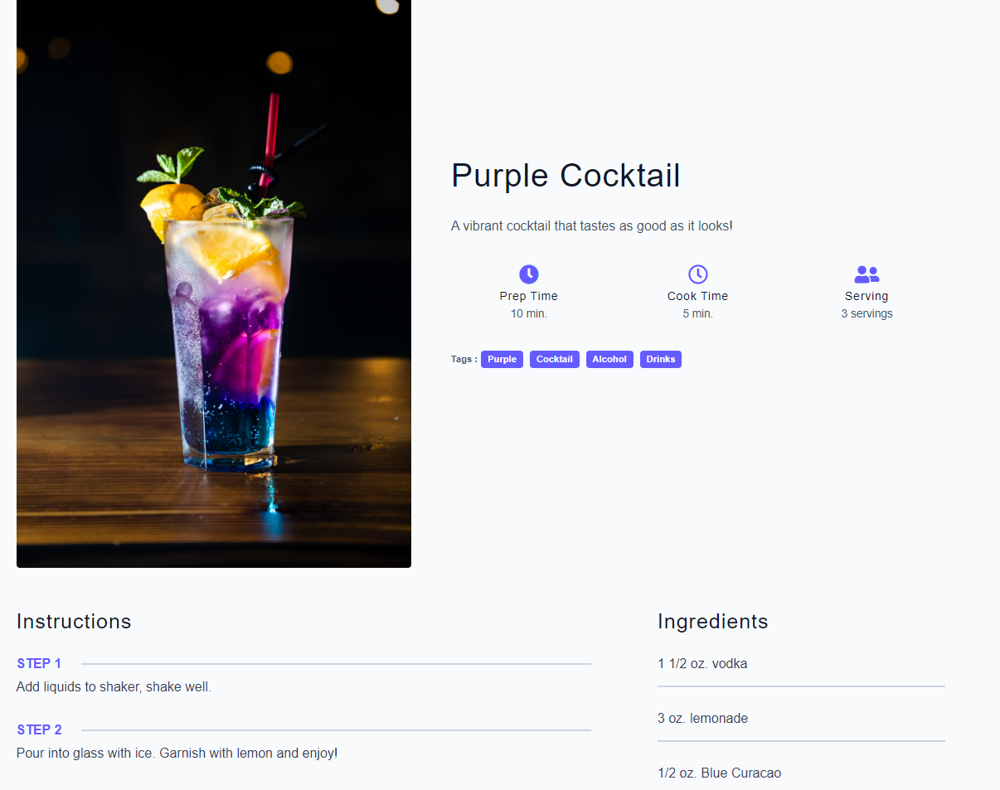 Purple Cocktail
A vibrant cocktail that tastes as good as it looks!
Prep Time
10 min.
Cook Time
5 min.
Serving
3 servings
Tags : Purple Cocktail Alcohol Drinks
Instructions
STEP 1
Add liquids to shaker, shake well.
STEP 2
Pour into glass with ice. Garnish with lemon and enjoy!
Ingredients
1 1/2 oz. vodka
3 oz. lemonade
1/2 oz. Blue Curacao